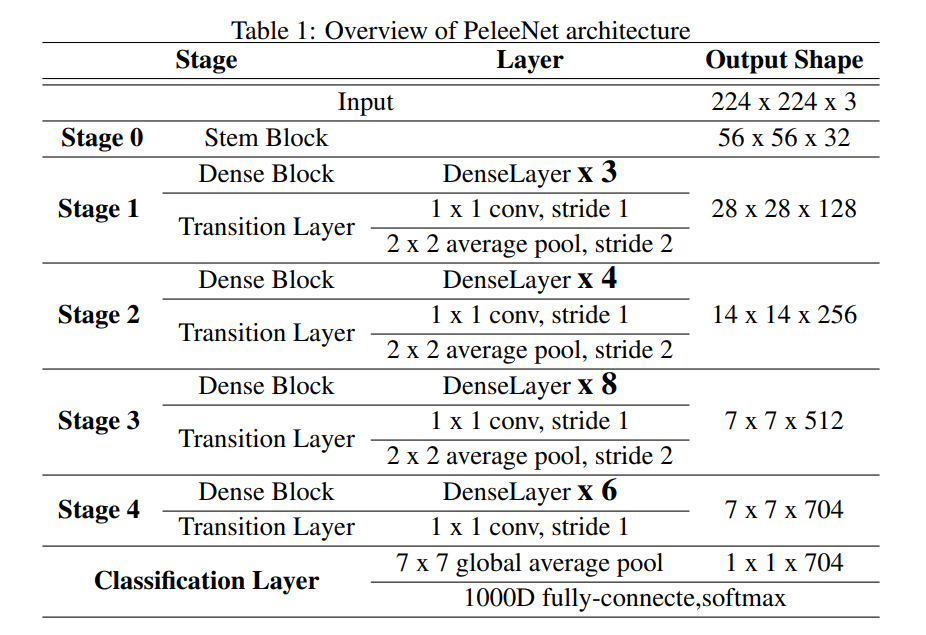 Table 1: Overview of PeleeNet architecture
Stage Layer Output Shape
Input 224 x 224 x 3
Stage 0 Stem Block 56 x 56 x 32
Dense Block DenseLayer x 3
Stage 1 Transition Layer 1 x 1 conv, stride 1 28 x 28 x 128
2 x 2 average pool, stride 2
Dense Block DenseLayer x 4
Stage 2 Transition Layer 1 x 1 conv, stride 1 14 x 14 x 256
2 x 2 average pool, stride 2
Dense Block DenseLayer x 8
Stage 3 Transition Layer 1 x 1 conv, stride 1 7 x 7 x 512
2 x 2 average pool, stride 2
Stage 4 Dense Block DenseLayer x 6 7 x 7 x 704
Transition Layer 1 x 1 conv, stride 1
Classification Layer 7 x 7 global average pool 1 x 1 x 704
1000D fully-connecte,softmax